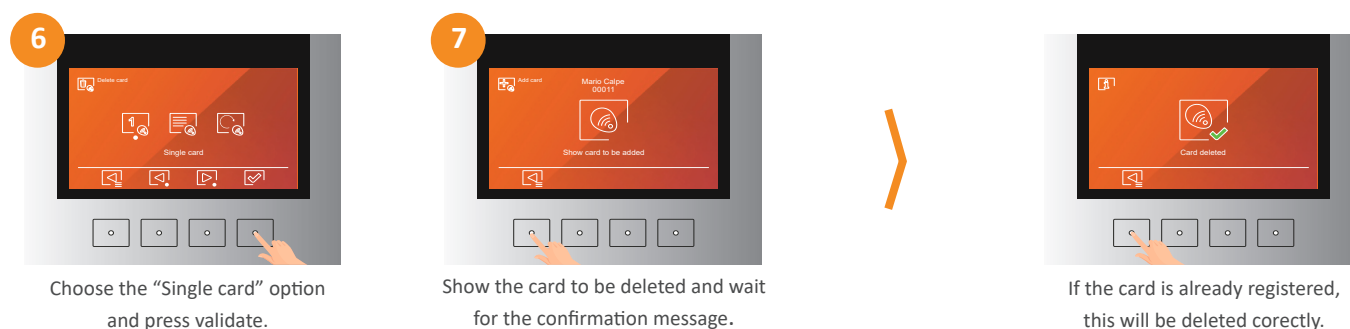 6
Delete card
1
Single card
Choose the “Single card” option
and press validate.
7
Add card
Mario Calpe
00011
Show card to be added
Show the card to be deleted and wait
for the confirmation message.
Card deleted
If the card is already registered,
this will be deleted corectly.